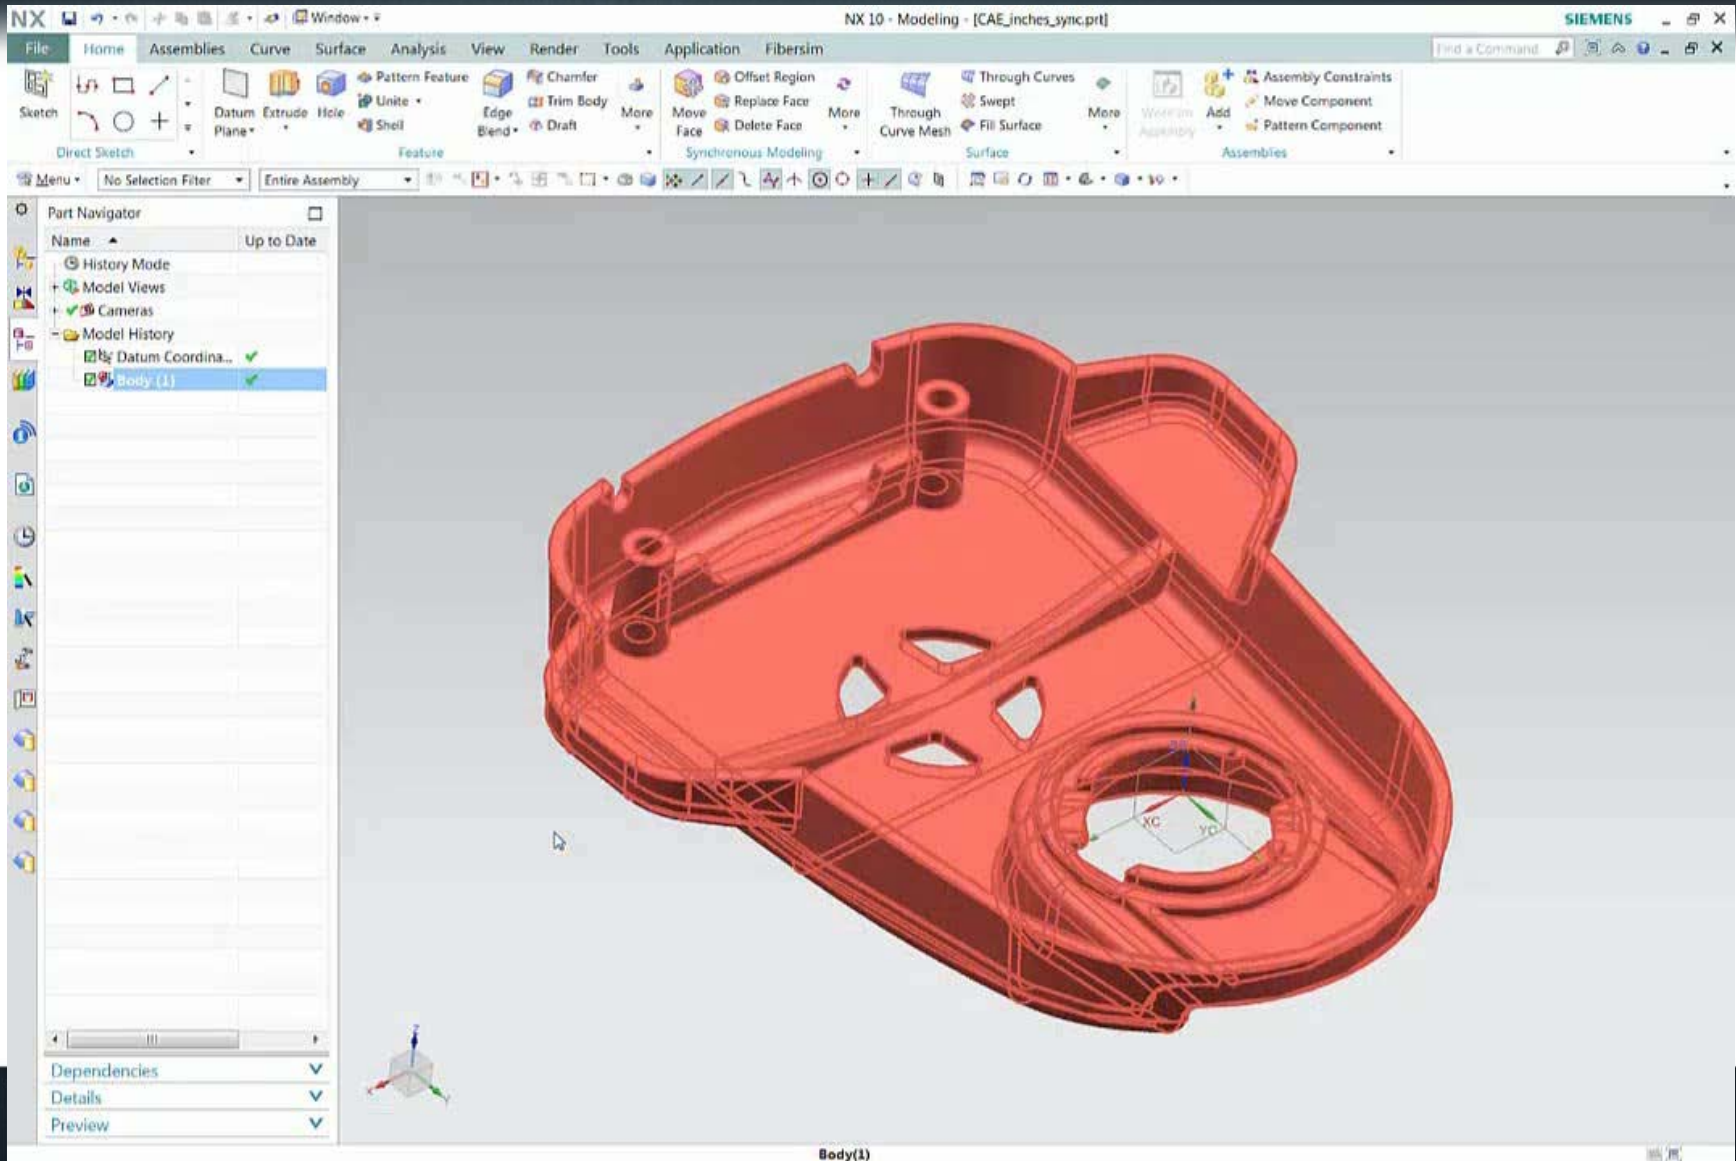 NX Window NX 10 - Modeling - [CAE_inches_sync.prt] SIEMENS
File Home Assemblies Curve Surface Analysis View Render Tools Application Fibersim Find a Command
Pattern Feature Chamfer Offset Region Through Curves Assembly Constraints
Unite Trim Body Replace Face Swept Move Component
Sketch Datum Plane Extrude Hole Shell Edge Blend Draft More Move Face Delete Face More Through Curve Mesh Fill Surface More Add Pattern Component
Direct Sketch Feature Synchronous Modeling Surface Assemblies
Menu No Selection Filter Entire Assembly
Part Navigator
Name Up to Date
History Mode
Model Views
Cameras
Model History
Datum Coordina...
Body (1)
XC YC
Z
X Y
Dependencies
Details
Preview
Body(1)